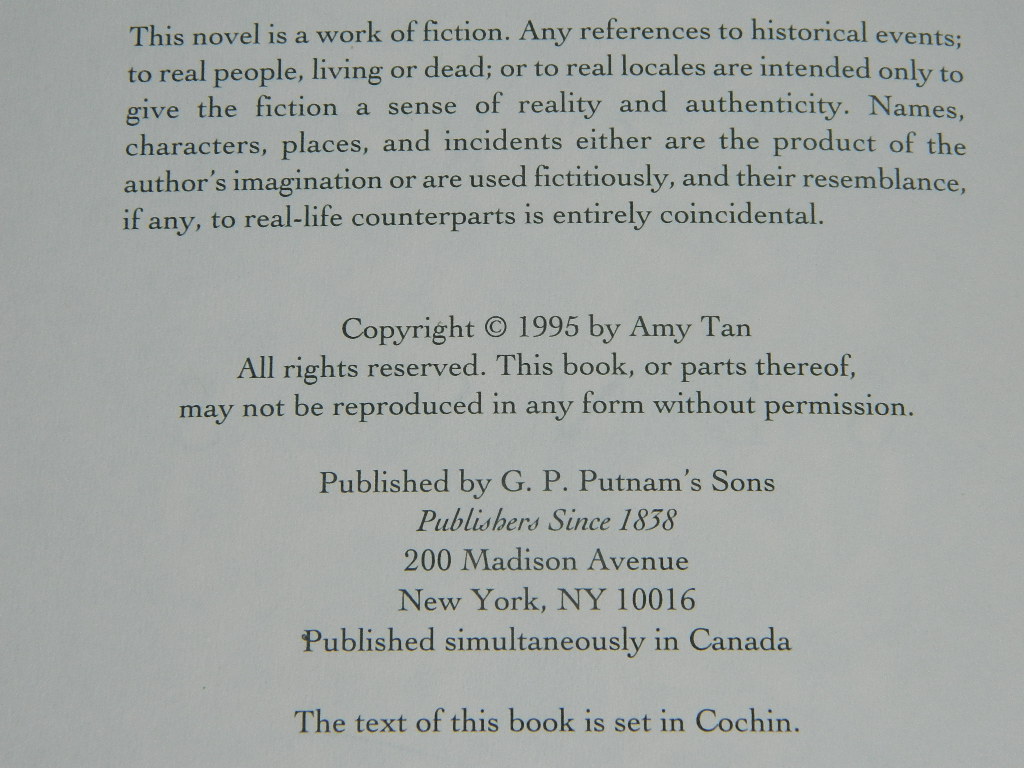 This novel is a work of fiction. Any references to historical events;
to real people, living or dead; or to real locales are intended only to
give the fiction a sense of reality and authenticity. Names,
characters, places, and incidents either are the product of the
author's imagination or are used fictitiously, and their resemblance,
if any, to real-life counterparts is entirely coincidental.
Copyright © 1995 by Amy Tan
All rights reserved. This book, or parts thereof,
may not be reproduced in any form without permission.
Published by G. P. Putnam's Sons
Publishers Since 1838
200 Madison Avenue
New York, NY 10016
Published simultaneously in Canada
The text of this book is set in Cochin.